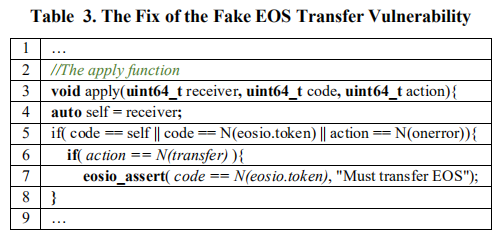 Table 3. The Fix of the Fake EOS Transfer Vulnerability
1 …
2 //The apply function
3 void apply(uint64_t receiver, uint64_t code, uint64_t action){
4 auto self = receiver;
5 if( code == self || code == N(eosio.token) || action == N(onerror)){
6 if( action == N(transfer) ){
7 eosio_assert( code == N(eosio.token), "Must transfer EOS");
8 }
9 …